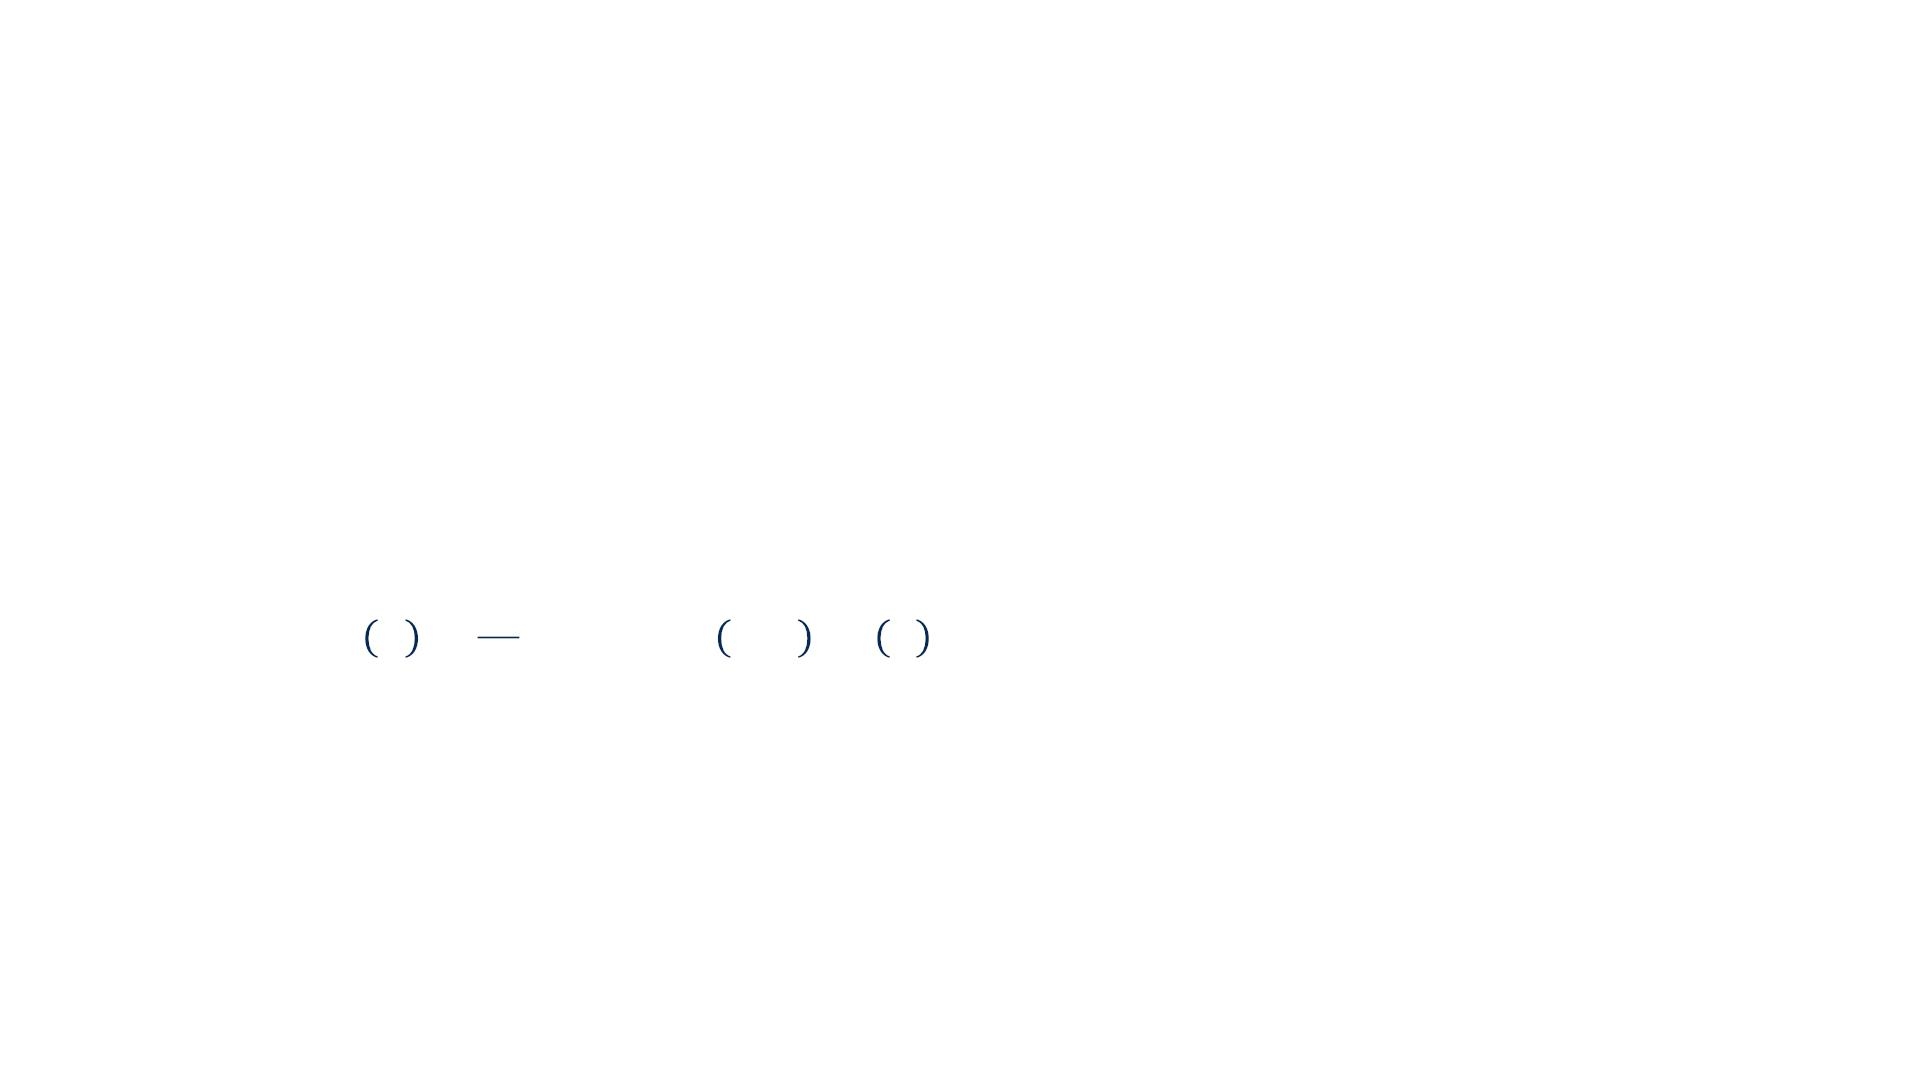 ( ) — ( ) ( )